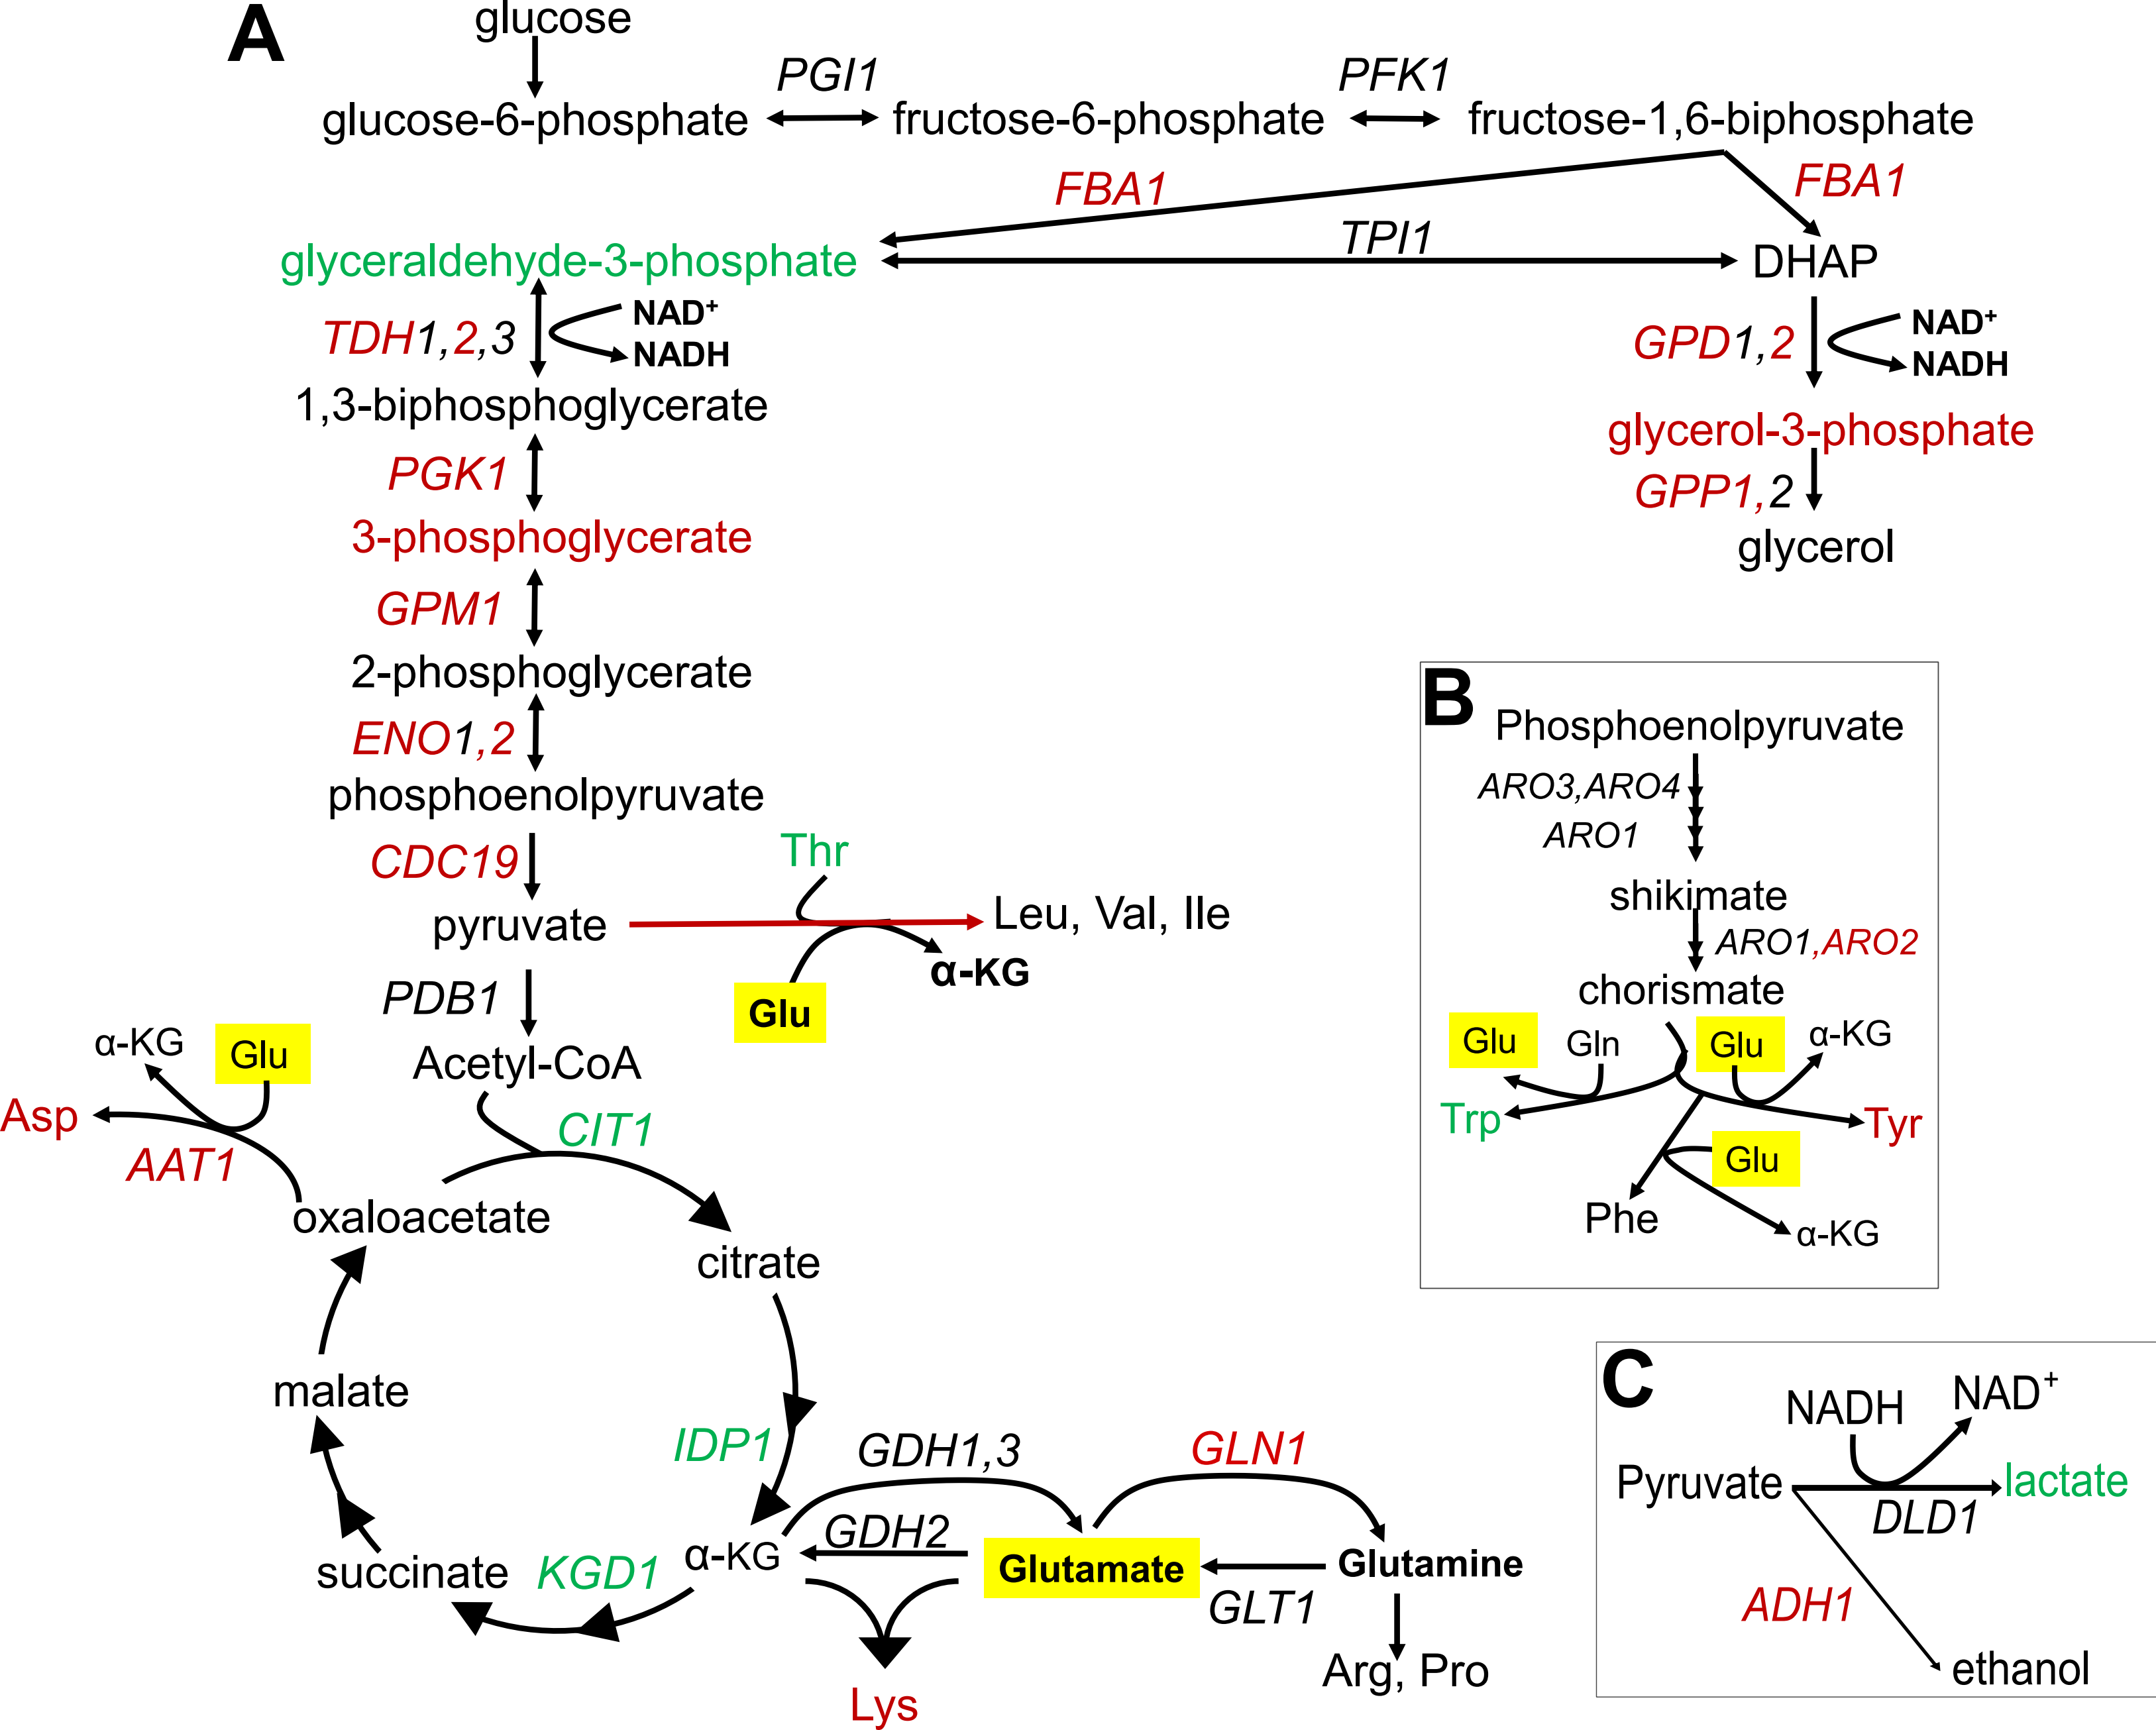 A
glucose
glucose-6-phosphate
PGI1
fructose-6-phosphate
PFK1
fructose-1,6-biphosphate
FBA1
FBA1
glyceraldehyde-3-phosphate
TPI1
DHAP
TDH1,2,3
NAD+
NADH
GPD1,2
NAD+
NADH
1,3-biphosphoglycerate
glycerol-3-phosphate
PGK1
GPP1,2
3-phosphoglycerate
glycerol
GPM1
2-phosphoglycerate
ENO1,2
phosphoenolpyruvate
CDC19
Thr
pyruvate
Leu, Val, Ile
α-KG
Glu
PDB1
α-KG
Glu
Acetyl-CoA
Asp
CIT1
AAT1
oxaloacetate
citrate
malate
IDP1
GDH1,3
GLN1
GDH2
α-KG
succinate
KGD1
Glutamate
Glutamine
GLT1
Arg, Pro
Lys
B
Phosphoenolpyruvate
ARO3,ARO4
ARO1
shikimate
ARO1,ARO2
chorismate
Glu
Gln
Glu
α-KG
Trp
Tyr
Glu
Phe
α-KG
C
NADH
NAD+
Pyruvate
lactate
DLD1
ADH1
ethanol